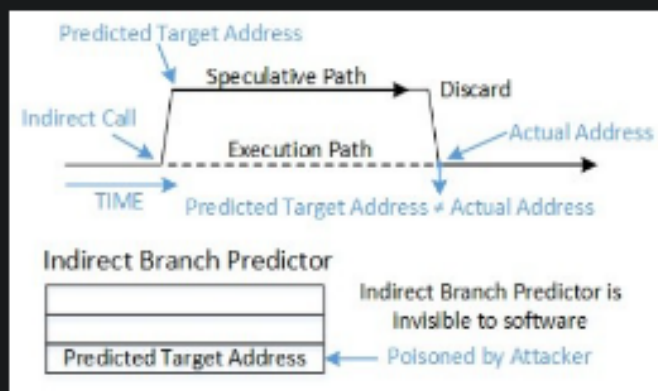 Predicted Target Address
Speculative Path
Discard
Indirect Call
Actual Address
Execution Path
TIME
Predicted Target Address ≠ Actual Address
Indirect Branch Predictor
Indirect Branch Predictor is
Invisible to software
Predicted Target Address
Poisoned by Attacker